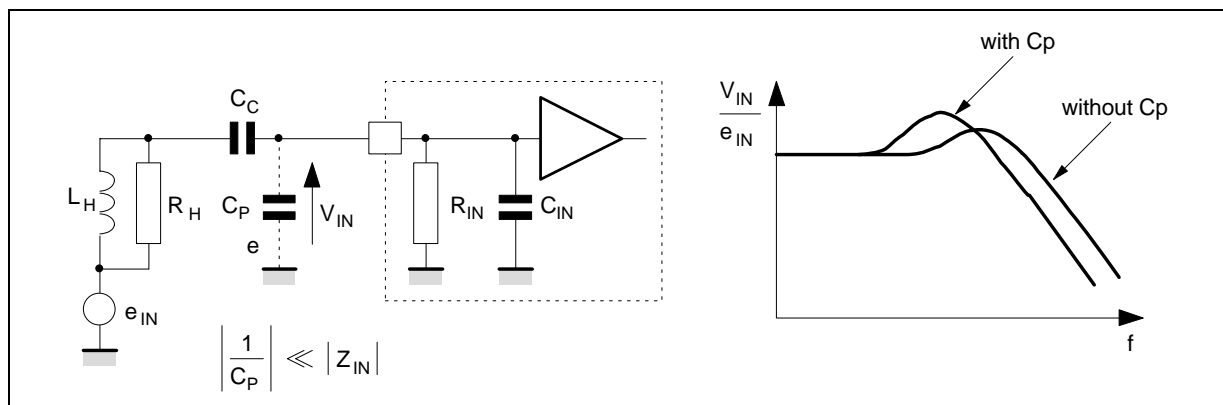 C_C
L_H
R_H
C_P
e
V_IN
R_IN
C_IN
e_IN
|1/C_P| ≪ |Z_IN|
V_IN
e_IN
with Cp
without Cp
f